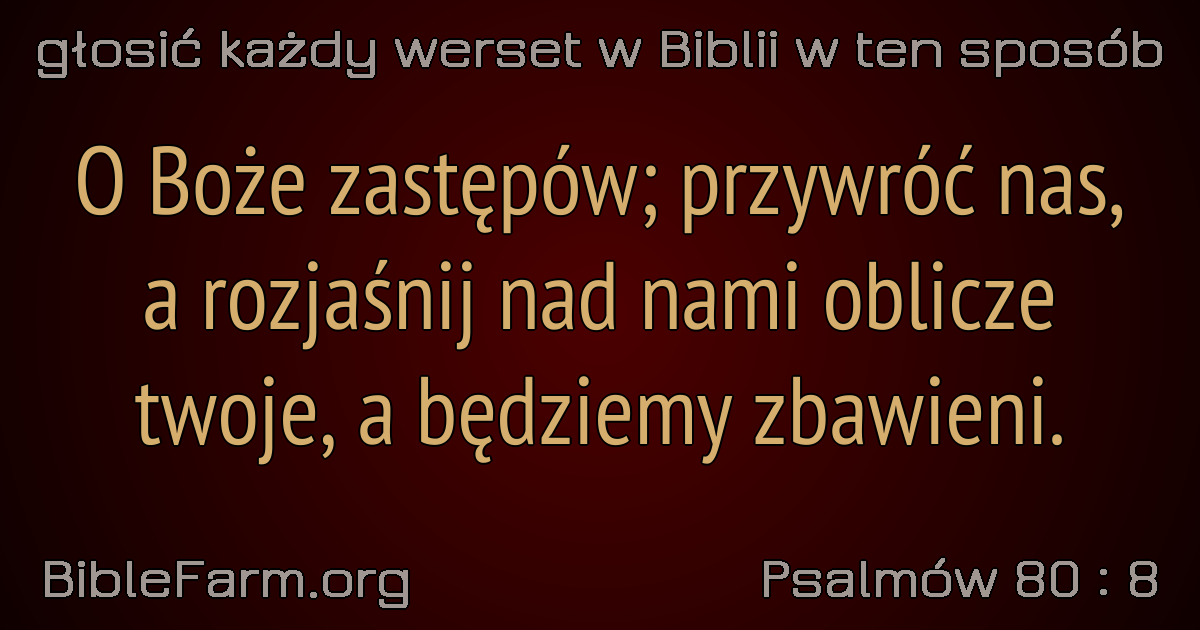 głosić każdy werset w Biblii w ten sposób
O Boże zastępów; przywróć nas,
a rozjaśnij nad nami oblicze
twoje, a będziemy zbawieni.
BibleFarm.org
Psalmów 80 : 8